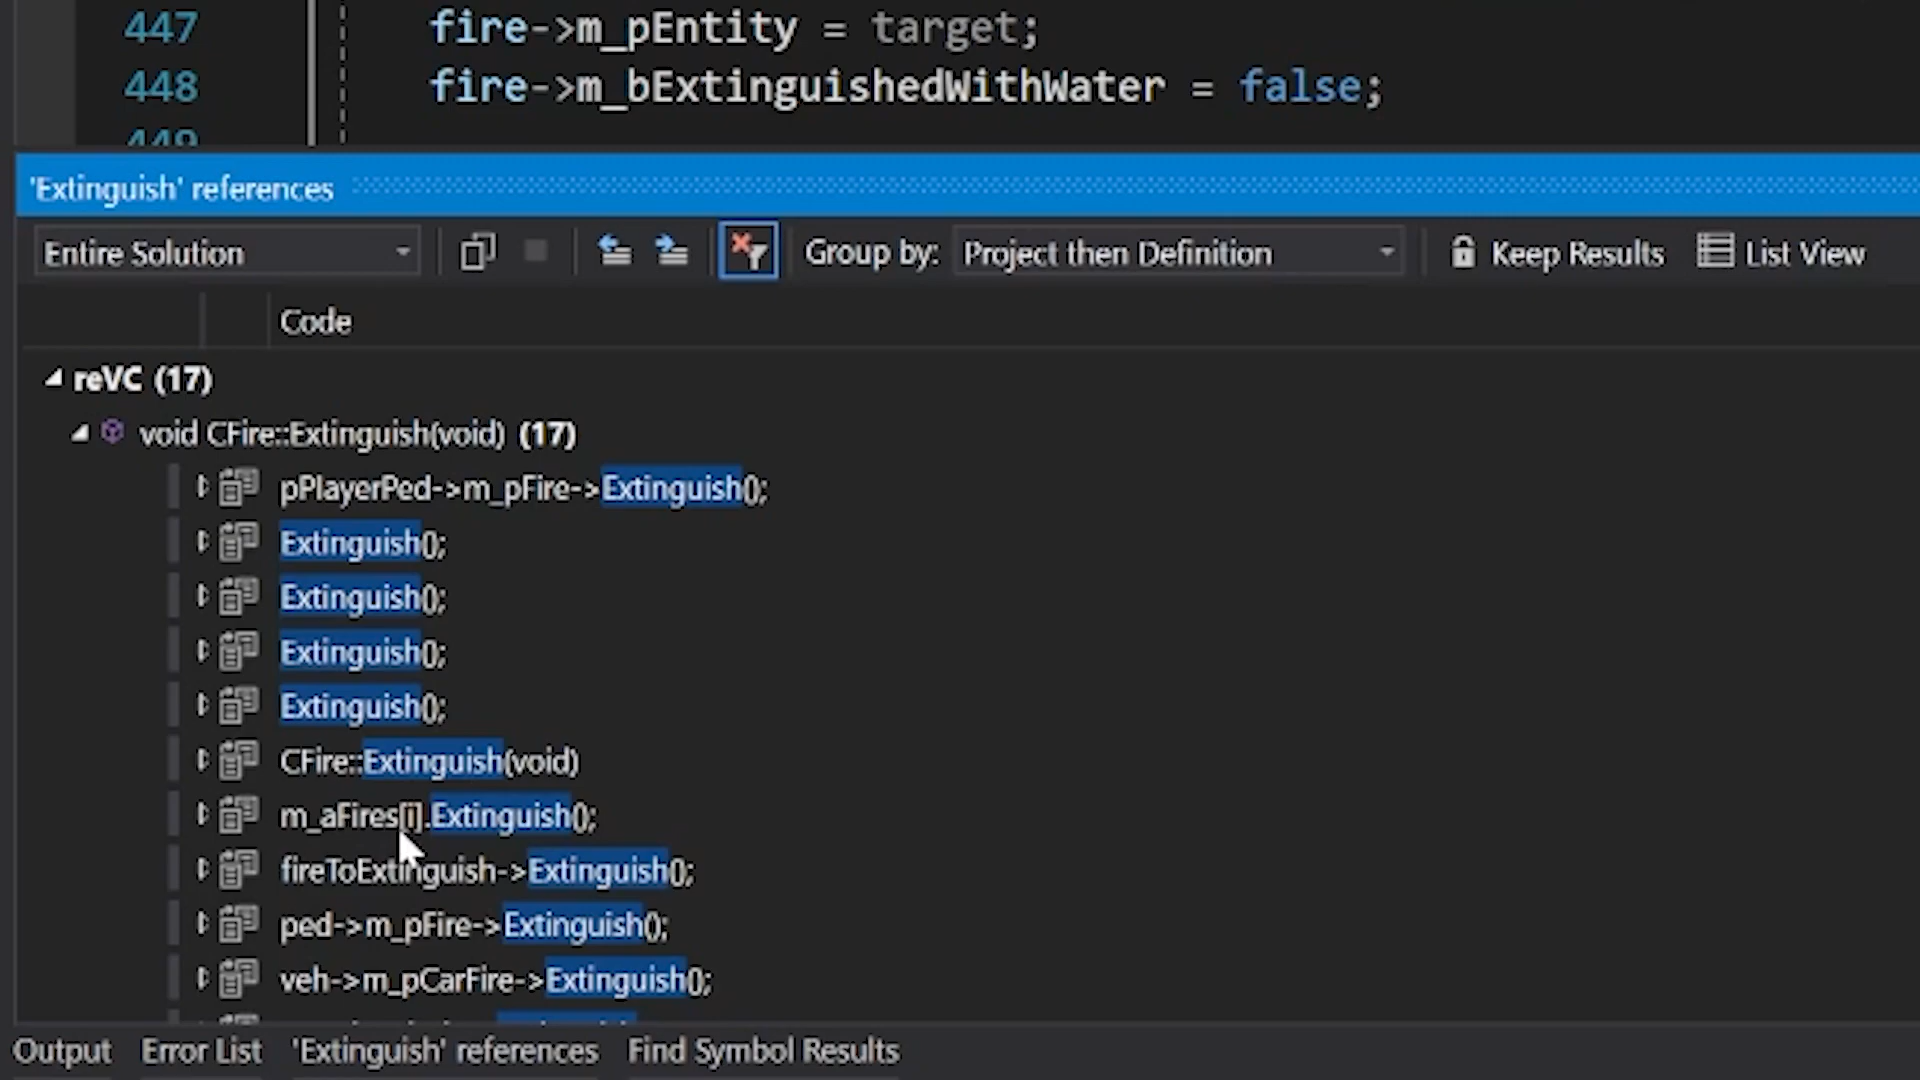 447 fire->m_pEntity = target;
448 fire->m_bExtinguishedWithWater = false;
449
'Extinguish' references
Entire Solution Group by: Project then Definition Keep Results List View
Code
reVC (17)
void CFire::Extinguish(void) (17)
pPlayerPed->m_pFire->Extinguish();
Extinguish();
Extinguish();
Extinguish();
Extinguish();
CFire::Extinguish(void)
m_aFires[i].Extinguish();
fireToExtinguish->Extinguish();
ped->m_pFire->Extinguish();
veh->m_pCarFire->Extinguish();
Output Error List 'Extinguish' references Find Symbol Results